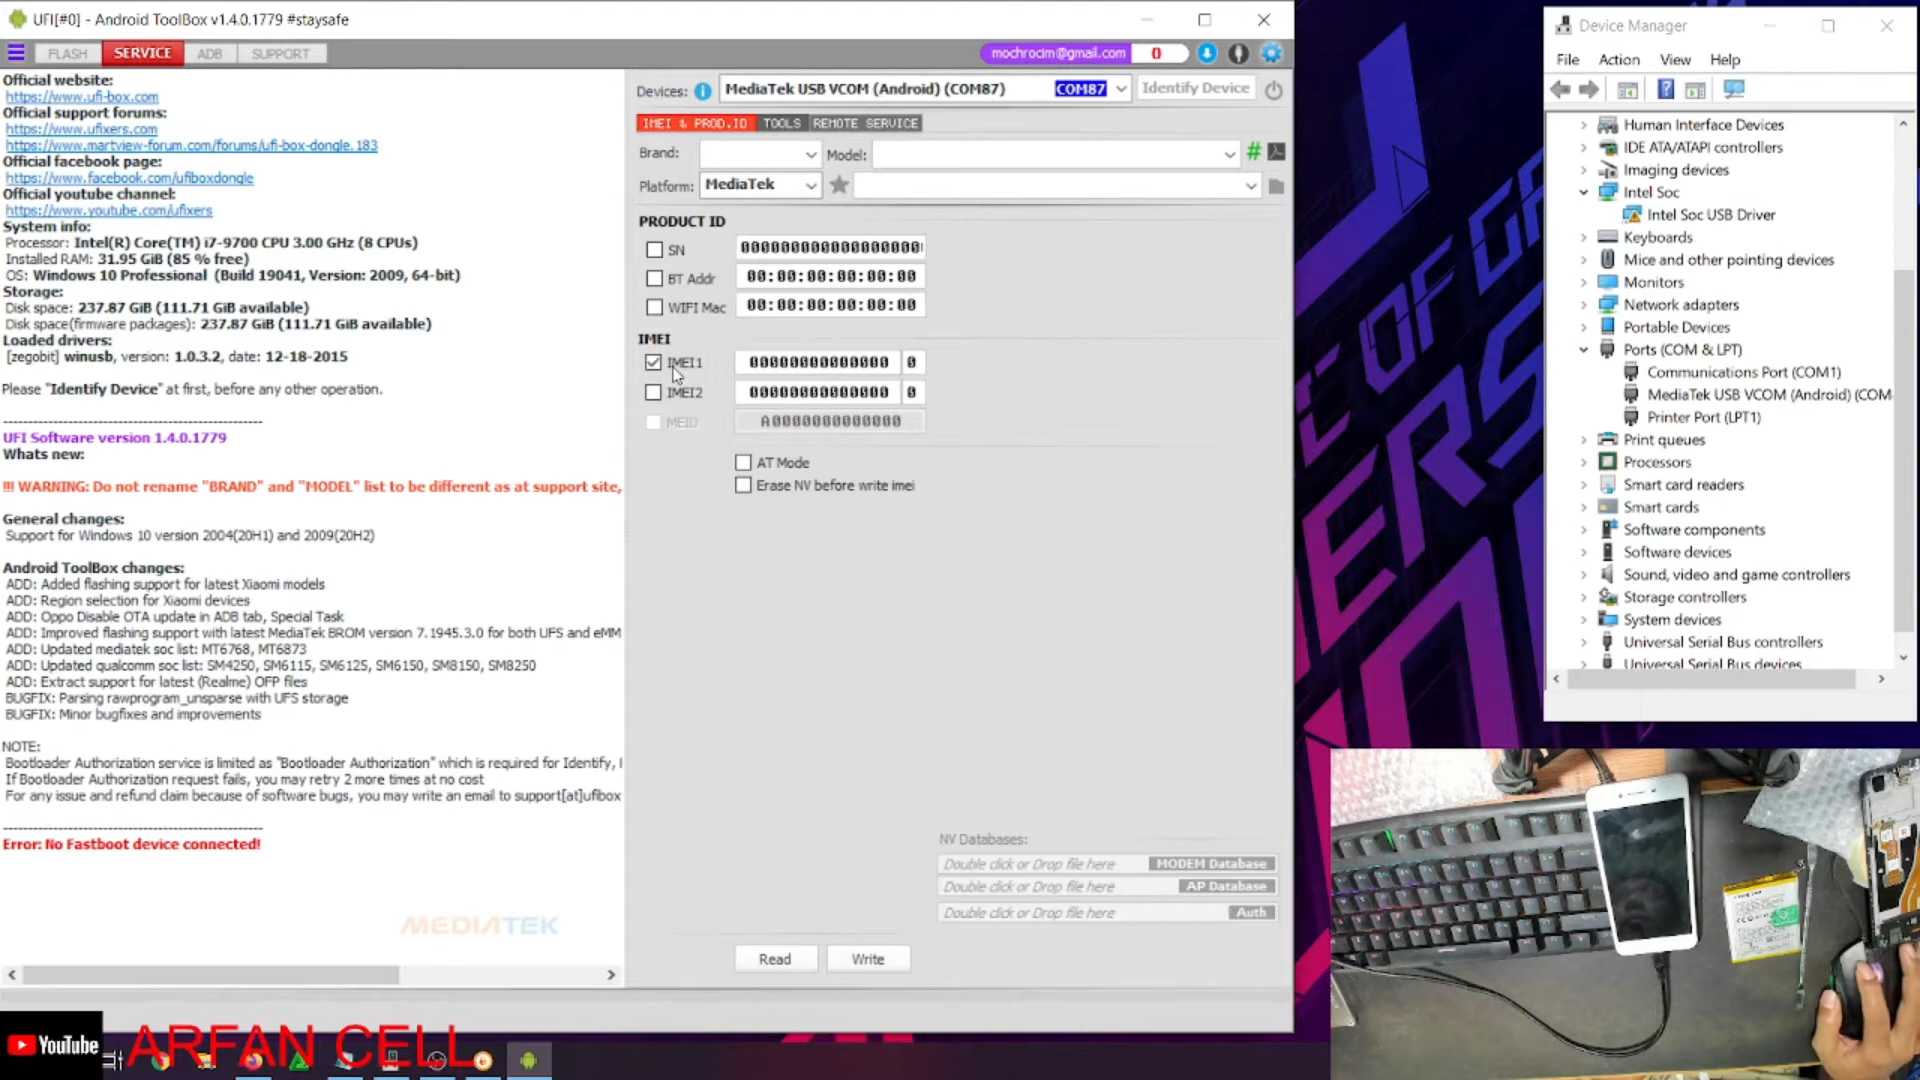 UFI[#0] - Android ToolBox v1.4.0.1779 #staysafe
FLASH SERVICE ADB SUPPORT
mochrocim@gmail.com 0
Official website:
https://www.ufi-box.com
Official support forums:
https://www.ufixers.com
https://www.martview-forum.com/forums/ufi-box-dongle.183
Official facebook page:
https://www.facebook.com/ufiboxdongle
Official youtube channel:
https://www.youtube.com/ufixers
System info:
Processor: Intel(R) Core(TM) i7-9700 CPU 3.00 GHz (8 CPUs)
Installed RAM: 31.95 GiB (85 % free)
OS: Windows 10 Professional (Build 19041, Version: 2009, 64-bit)
Storage:
Disk space: 237.87 GiB (111.71 GiB available)
Disk space(firmware packages): 237.87 GiB (111.71 GiB available)
Loaded drivers:
[zegobit] winusb, version: 1.0.3.2, date: 12-18-2015
Please "Identify Device" at first, before any other operation.
UFI Software version 1.4.0.1779
Whats new:
!!! WARNING: Do not rename "BRAND" and "MODEL" list to be different as at support site,
General changes:
Support for Windows 10 version 2004(20H1) and 2009(20H2)
Android ToolBox changes:
ADD: Added flashing support for latest Xiaomi models
ADD: Region selection for Xiaomi devices
ADD: Oppo Disable OTA update in ADB tab, Special Task
ADD: Improved flashing support with latest MediaTek BROM version 7.1945.3.0 for both UFS and eMM
ADD: Updated mediatek soc list: MT6768, MT6873
ADD: Updated qualcomm soc list: SM4250, SM6115, SM6125, SM6150, SM8150, SM8250
ADD: Extract support for latest (Realme) OFP files
BUGFIX: Parsing rawprogram_unsparse with UFS storage
BUGFIX: Minor bugfixes and improvements
NOTE:
Bootloader Authorization service is limited as "Bootloader Authorization" which is required for Identify, I
If Bootloader Authorization request fails, you may retry 2 more times at no cost
For any issue and refund claim because of software bugs, you may write an email to support[at]ufibox
Error: No Fastboot device connected!
MEDIATEK
Devices: MediaTek USB VCOM (Android) (COM87) COM87 Identify Device
IMEI & PROD.ID TOOLS REMOTE SERVICE
Brand: Model: #
Platform: MediaTek
PRODUCT ID
SN 0000000000000000000
BT Addr 00:00:00:00:00:00
WIFI Mac 00:00:00:00:00:00
IMEI
IMEI1 00000000000000 0
IMEI2 00000000000000 0
MEID A0000000000000
AT Mode
Erase NV before write imei
NV Databases:
Double click or Drop file here MODEM Database
Double click or Drop file here AP Database
Double click or Drop file here Auth
Read Write
Device Manager
File Action View Help
Human Interface Devices
IDE ATA/ATAPI controllers
Imaging devices
Intel Soc
Intel Soc USB Driver
Keyboards
Mice and other pointing devices
Monitors
Network adapters
Portable Devices
Ports (COM & LPT)
Communications Port (COM1)
MediaTek USB VCOM (Android) (COM
Printer Port (LPT1)
Print queues
Processors
Smart card readers
Smart cards
Software components
Software devices
Sound, video and game controllers
Storage controllers
System devices
Universal Serial Bus controllers
Universal Serial Bus devices
YouTube
ARFAN CELL